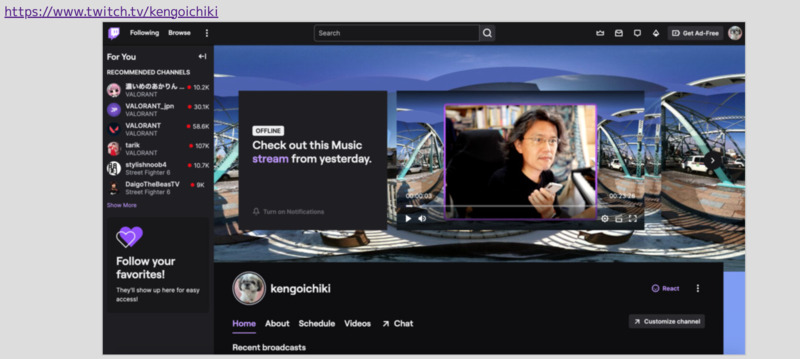 https://www.twitch.tv/kengoichiki
Following Browse
Search
Get Ad-Free
For You
RECOMMENDED CHANNELS
濃いめのあかりん ... 10.2K
VALORANT
VALORANT_jpn 30.1K
VALORANT
VALORANT 58.6K
VALORANT
tarik 107K
VALORANT
stylishnoob4 10.7K
Street Fighter 6
DaigoTheBeasTV 9K
Street Fighter 6
Show More
Follow your
favorites!
They'll show up here for easy
access!
OFFLINE
Check out this Music
stream from yesterday.
Turn on Notifications
00:00:03 00:23:28
kengoichiki
React
Home About Schedule Videos Chat
Customize channel
Recent broadcasts